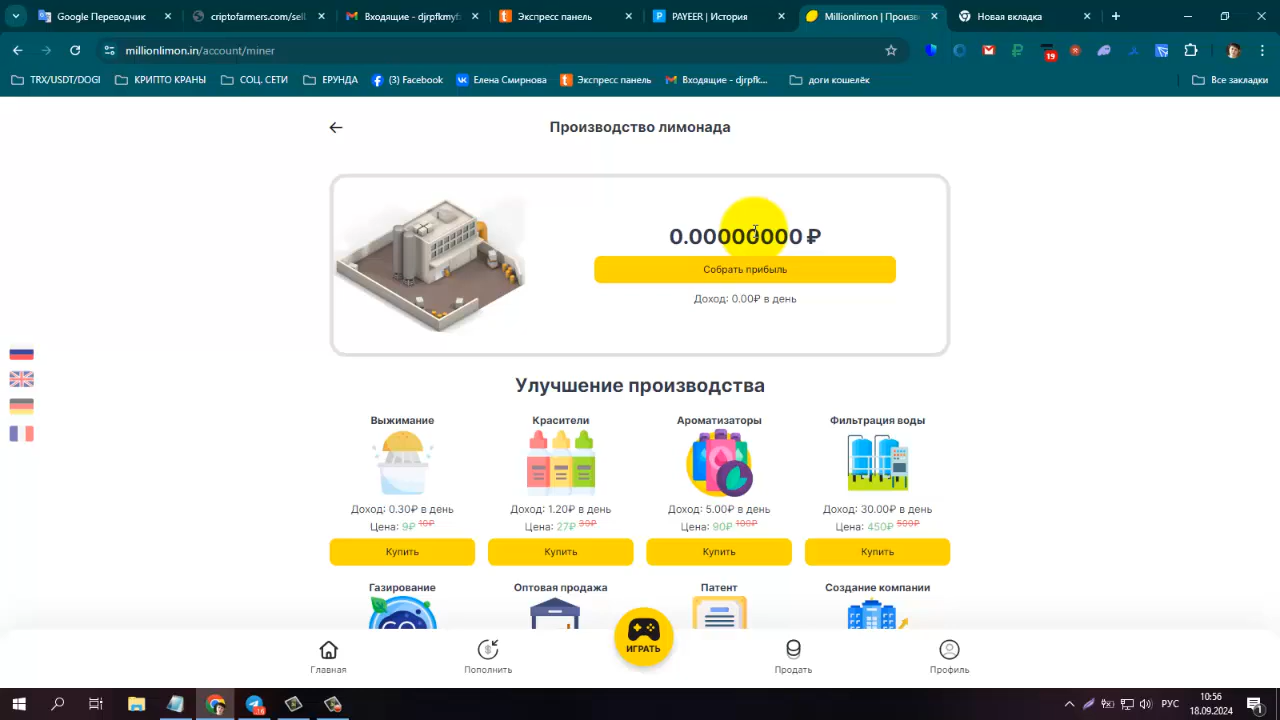 Google Переводчик
criptofarmers.com/sell
Входящие - djrpfkmyf
Экспресс панель
PAYEER | История
Millionlimon | Произв
Новая вкладка
millionlimon.in/account/miner
19
TRX/USDT/DOGI
КРИПТО КРАНЫ
СОЦ. СЕТИ
ЕРУНДА
(3) Facebook
Елена Смирнова
Экспресс панель
Входящие - djrpfk...
доги кошелёк
Все закладки
Производство лимонада
0.00000000 ₽
Собрать прибыль
Доход: 0.00₽ в день
Улучшение производства
Выжимание
Красители
Ароматизаторы
Фильтрация воды
Доход: 0.30₽ в день
Доход: 1.20₽ в день
Доход: 5.00₽ в день
Доход: 30.00₽ в день
Цена: 9₽ 10₽
Цена: 27₽ 30₽
Цена: 90₽ 100₽
Цена: 450₽ 500₽
Купить
Купить
Купить
Купить
Газирование
Оптовая продажа
Патент
Создание компании
ИГРАТЬ
Главная
Пополнить
Продать
Профиль
РУС
10:56
18.09.2024